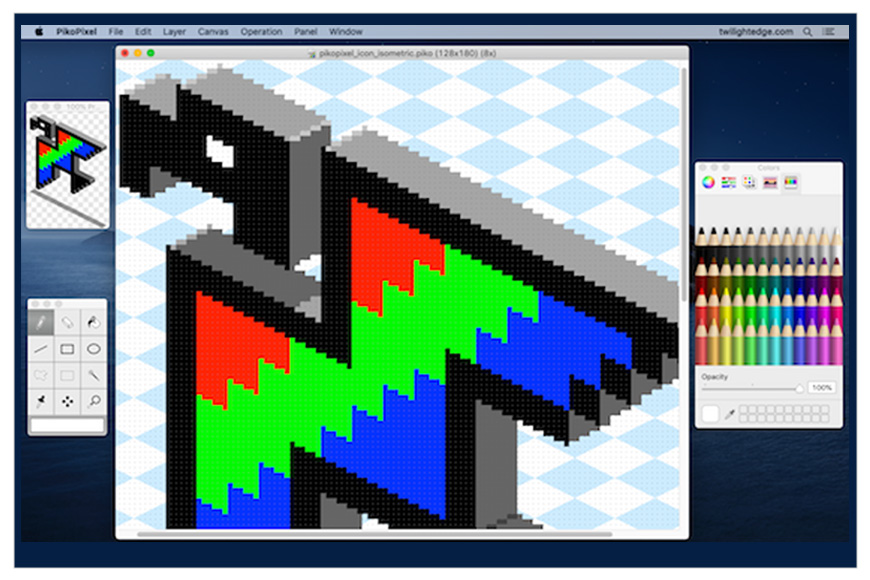 PikoPixel File Edit Layer Canvas Operation Panel Window twilightedge.com
pikopixel_icon_isometric.piko (128x180) (8x)
100% Pr...
Colors
Opacity
100%